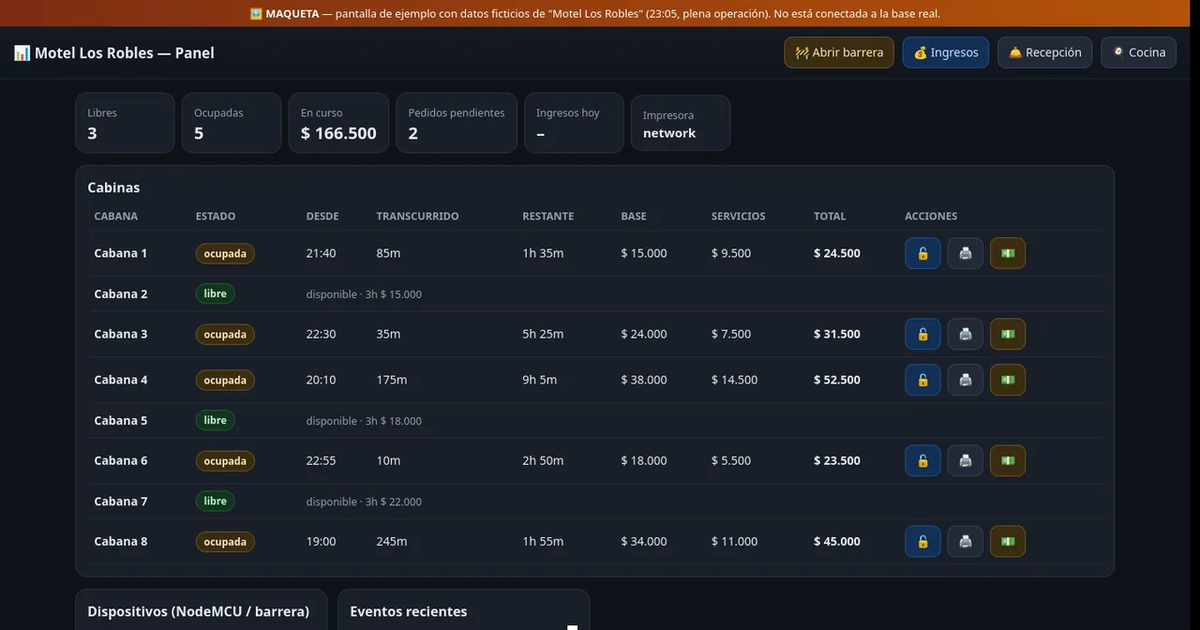 🖼️ MAQUETA — pantalla de ejemplo con datos ficticios de "Motel Los Robles" (23:05, plena operación). No está conectada a la base real.
📊 Motel Los Robles — Panel
🚧 Abrir barrera 💰 Ingresos 🛎️ Recepción 🍳 Cocina
Libres Ocupadas En curso Pedidos pendientes Ingresos hoy Impresora
3 5 $ 166.500 2 – network
Cabinas
CABANA ESTADO DESDE TRANSCURRIDO RESTANTE BASE SERVICIOS TOTAL ACCIONES
Cabana 1 ocupada 21:40 85m 1h 35m $ 15.000 $ 9.500 $ 24.500
Cabana 2 libre disponible · 3h $ 15.000
Cabana 3 ocupada 22:30 35m 5h 25m $ 24.000 $ 7.500 $ 31.500
Cabana 4 ocupada 20:10 175m 9h 5m $ 38.000 $ 14.500 $ 52.500
Cabana 5 libre disponible · 3h $ 18.000
Cabana 6 ocupada 22:55 10m 2h 50m $ 18.000 $ 5.500 $ 23.500
Cabana 7 libre disponible · 3h $ 22.000
Cabana 8 ocupada 19:00 245m 1h 55m $ 34.000 $ 11.000 $ 45.000
Dispositivos (NodeMCU / barrera) Eventos recientes